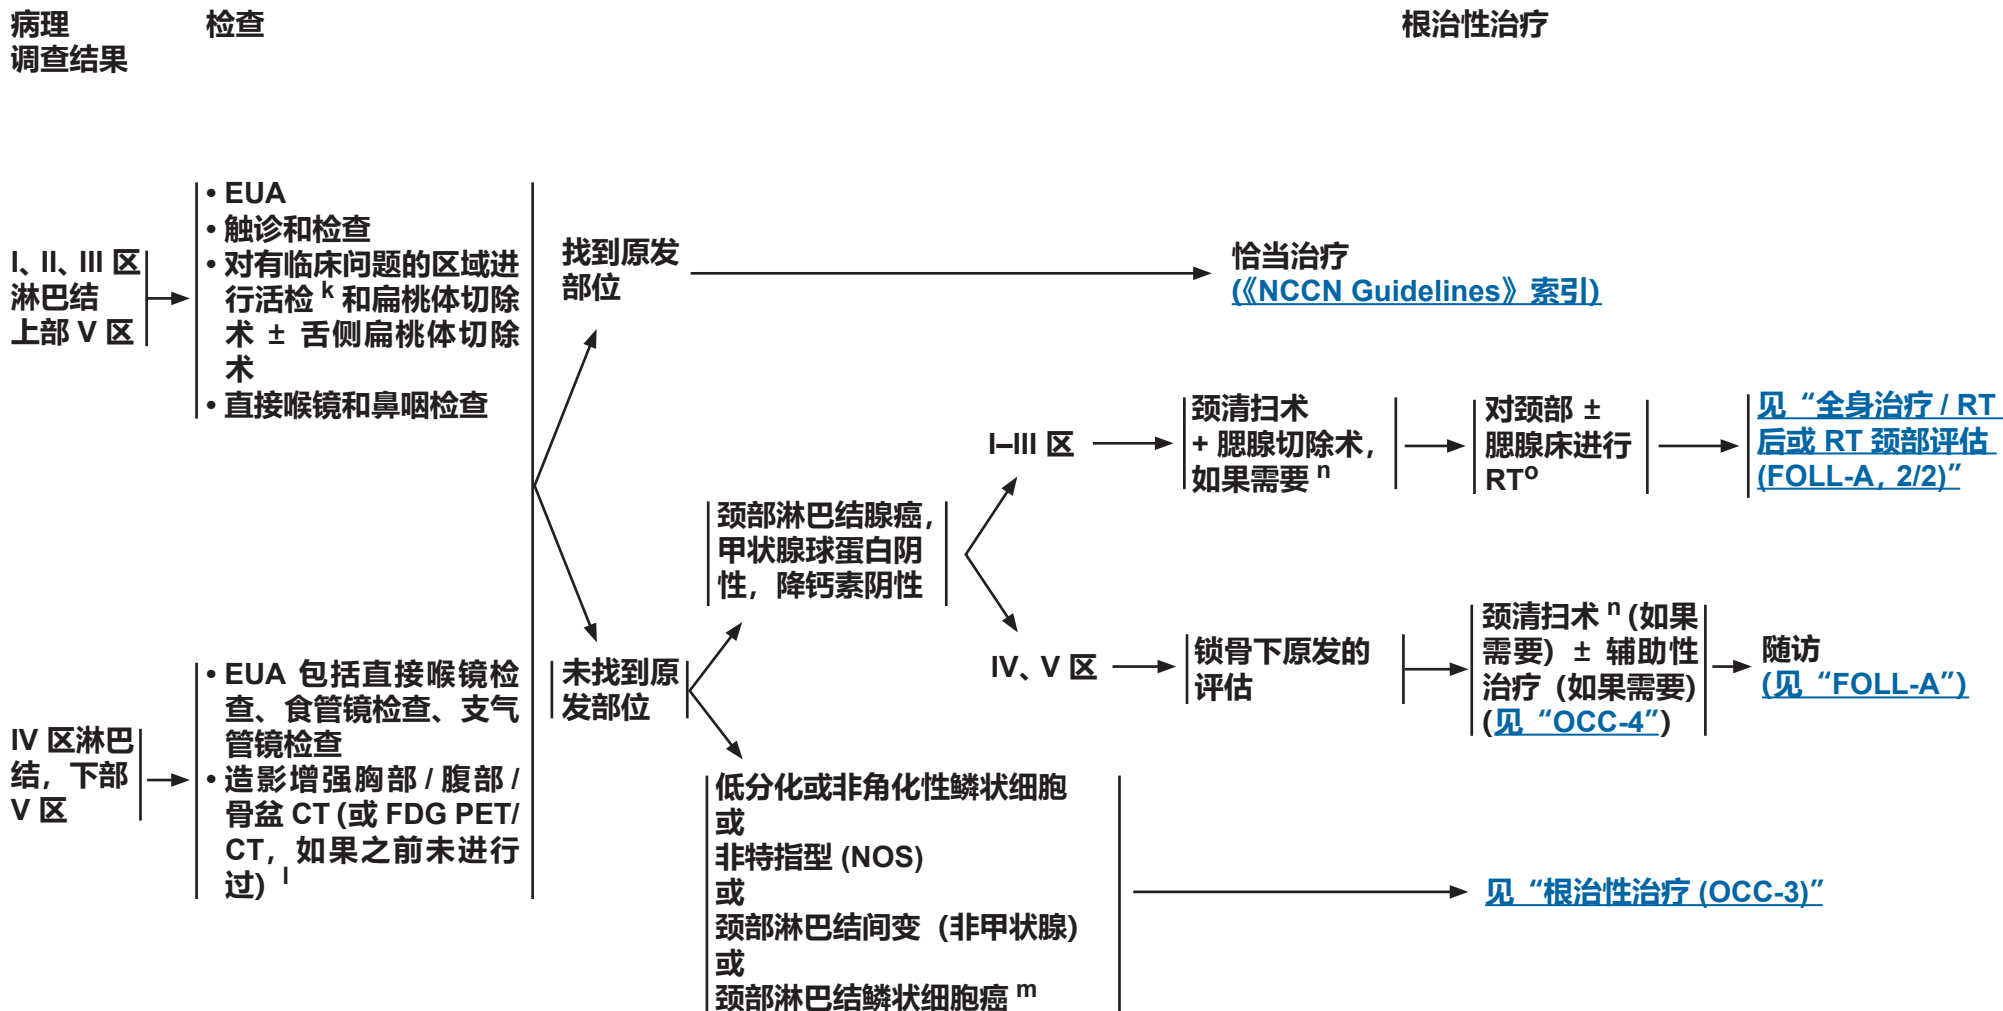 病理
调查结果
检查
根治性治疗
I、II、III 区
淋巴结
上部 V 区
• EUA
• 触诊和检查
• 对有临床问题的区域进
行活检 k 和扁桃体切除
术 ± 舌侧扁桃体切除
术
• 直接喉镜和鼻咽检查
找到原发
部位
恰当治疗
(《NCCN Guidelines》索引)
IV 区淋巴
结，下部
V 区
• EUA 包括直接喉镜检
查、食管镜检查、支气
管镜检查
• 造影增强胸部 / 腹部 /
骨盆 CT (或 FDG PET/
CT，如果之前未进行
过) l
未找到原
发部位
颈部淋巴结腺癌，
甲状腺球蛋白阴
性，降钙素阴性
I–III 区
颈清扫术
+ 腮腺切除术，
如果需要 n
对颈部 ±
腮腺床进行
RTo
见“全身治疗 / RT
后或 RT 颈部评估
(FOLL-A, 2/2)”
IV、V 区
锁骨下原发的
评估
颈清扫术 n (如果
需要) ± 辅助性
治疗 (如果需要)
(见“OCC-4”)
随访
(见“FOLL-A”)
低分化或非角化性鳞状细胞
或
非特指型 (NOS)
或
颈部淋巴结间变 (非甲状腺)
或
颈部淋巴结鳞状细胞癌 m
见“根治性治疗 (OCC-3)”